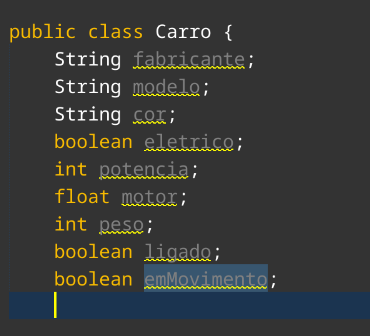 public class Carro {
    String fabricante;
    String modelo;
    String cor;
    boolean eletrico;
    int potencia;
    float motor;
    int peso;
    boolean ligado;
    boolean emMovimento;